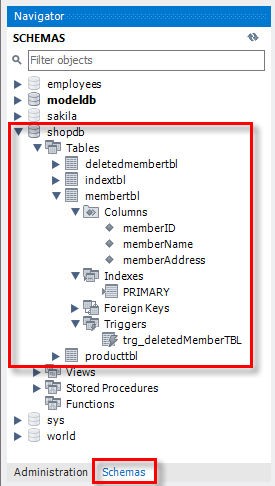 Navigator
SCHEMAS
Filter objects
employees
modeldb
sakila
shopdb
Tables
deletedmembertbl
indextbl
membertbl
Columns
memberID
memberName
memberAddress
Indexes
PRIMARY
Foreign Keys
Triggers
trg_deletedMemberTBL
producttbl
Views
Stored Procedures
Functions
sys
world
Administration Schemas